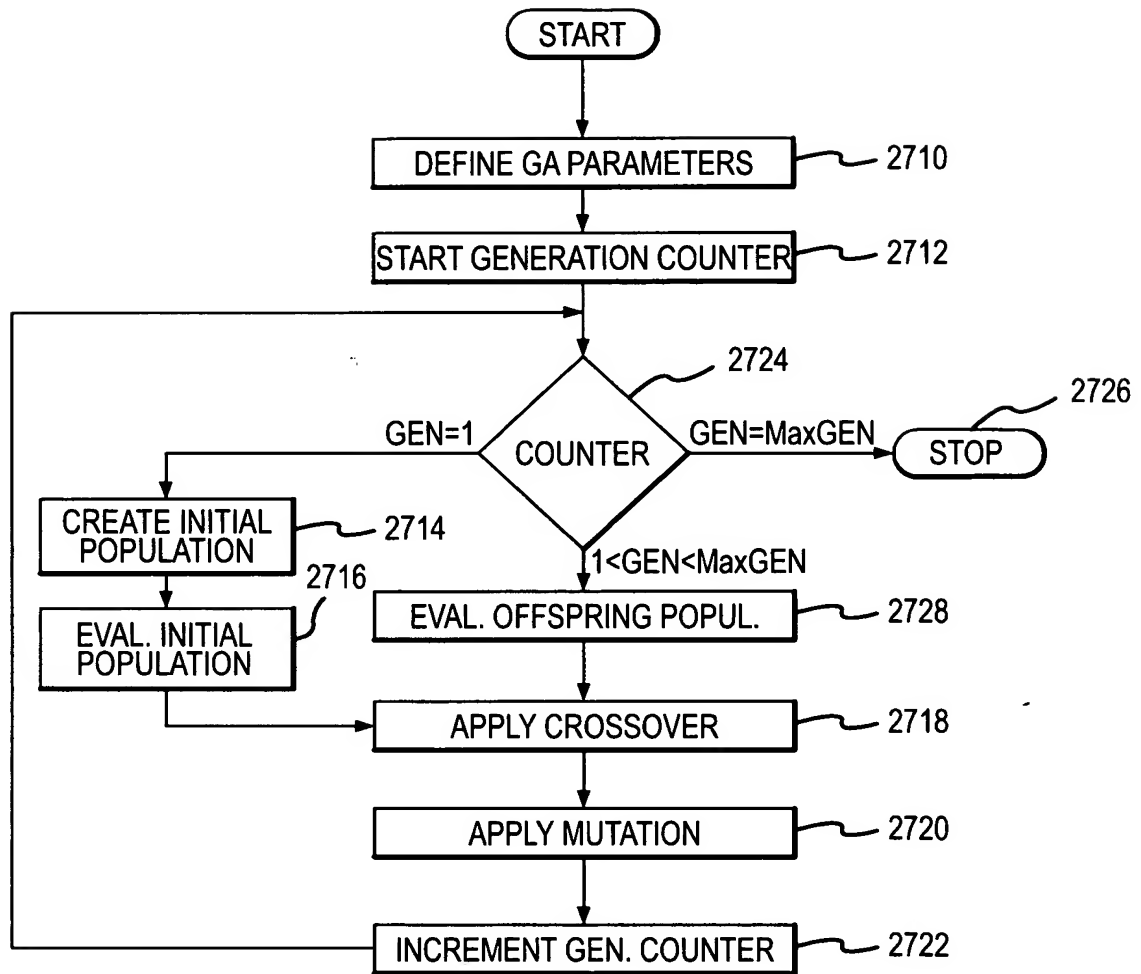 START
DEFINE GA PARAMETERS
2710
START GENERATION COUNTER
2712
2724
2726
GEN=1
COUNTER
GEN=MaxGEN
STOP
CREATE INITIAL
POPULATION
2714
1<GEN<MaxGEN
2716
EVAL. INITIAL
POPULATION
EVAL. OFFSPRING POPUL.
2728
APPLY CROSSOVER
2718
APPLY MUTATION
2720
INCREMENT GEN. COUNTER
2722